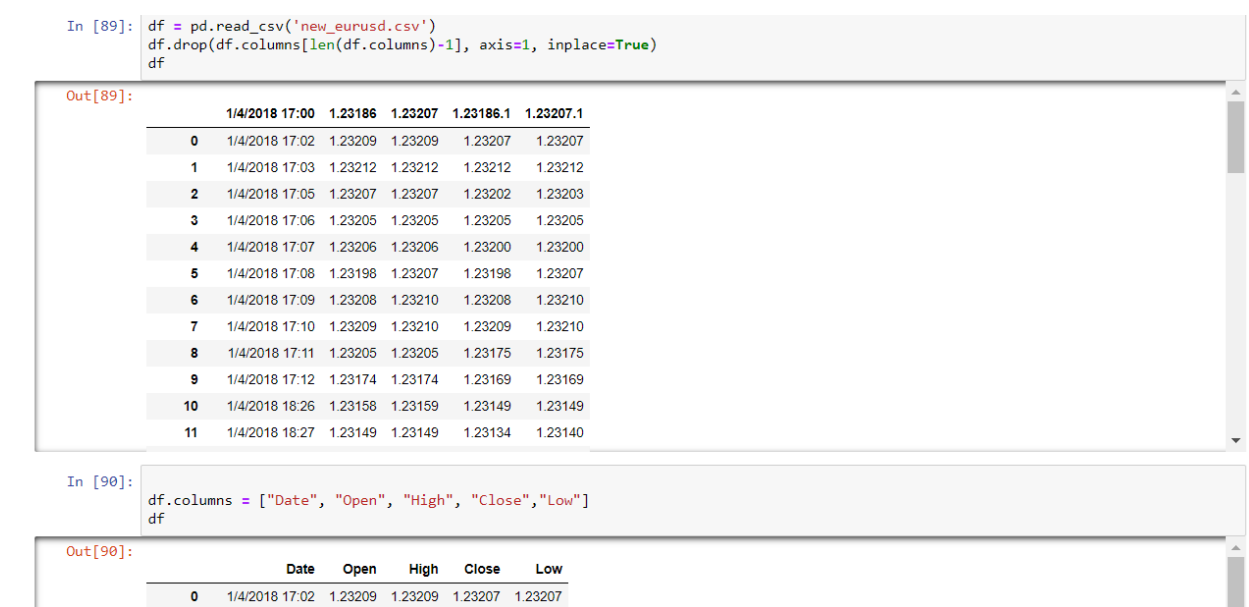 In [89]: df = pd.read_csv('new_eurusd.csv')
df.drop(df.columns[len(df.columns)-1], axis=1, inplace=True)
df
Out[89]:
1/4/2018 17:00 1.23186 1.23207 1.23186.1 1.23207.1
0 1/4/2018 17:02 1.23209 1.23209 1.23207 1.23207
1 1/4/2018 17:03 1.23212 1.23212 1.23212 1.23212
2 1/4/2018 17:05 1.23207 1.23207 1.23202 1.23203
3 1/4/2018 17:06 1.23205 1.23205 1.23205 1.23205
4 1/4/2018 17:07 1.23206 1.23206 1.23200 1.23200
5 1/4/2018 17:08 1.23198 1.23207 1.23198 1.23207
6 1/4/2018 17:09 1.23208 1.23210 1.23208 1.23210
7 1/4/2018 17:10 1.23209 1.23210 1.23209 1.23210
8 1/4/2018 17:11 1.23205 1.23205 1.23175 1.23175
9 1/4/2018 17:12 1.23174 1.23174 1.23169 1.23169
10 1/4/2018 18:26 1.23158 1.23159 1.23149 1.23149
11 1/4/2018 18:27 1.23149 1.23149 1.23134 1.23140
In [90]:
df.columns = ["Date", "Open", "High", "Close","Low"]
df
Out[90]:
Date Open High Close Low
0 1/4/2018 17:02 1.23209 1.23209 1.23207 1.23207